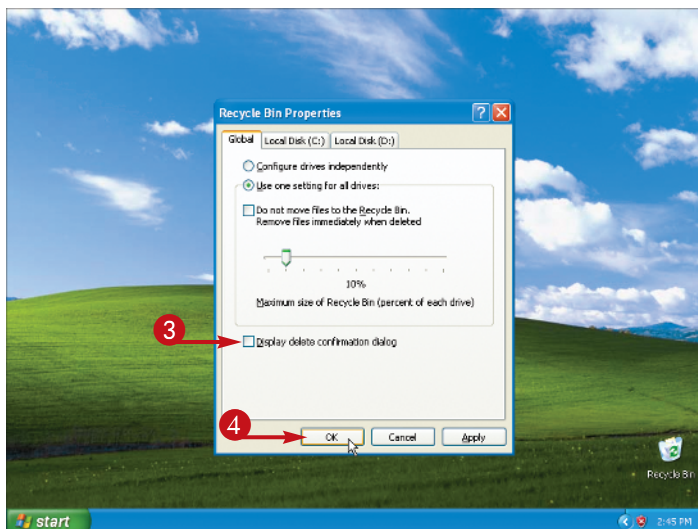 Recycle Bin Properties
Global Local Disk (C:) Local Disk (D:)
Configure drives independently
Use one setting for all drives:
Do not move files to the Recycle Bin.
Remove files immediately when deleted
10%
Maximum size of Recycle Bin (percent of each drive)
3
Display delete confirmation dialog
4
OK Cancel Apply
Recycle Bin
start 2:45 PM